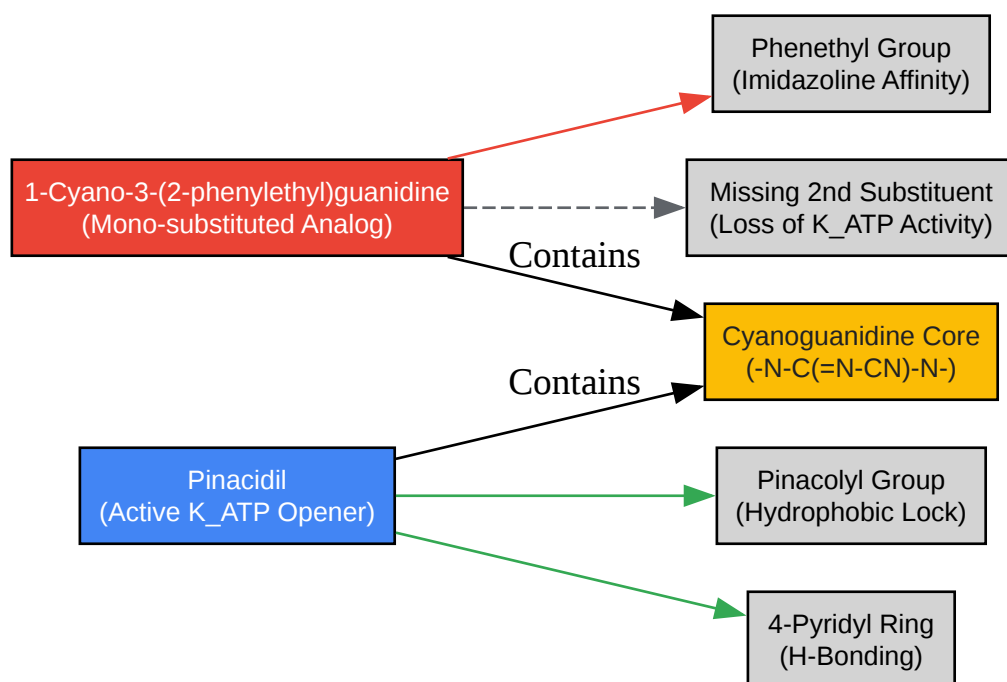 Phenethyl Group
(Imidazoline Affinity)
1-Cyano-3-(2-phenylethyl)guanidine
(Mono-substituted Analog)
Missing 2nd Substituent
(Loss of K_ATP Activity)
Contains
Cyanoguanidine Core
(-N-C(=N-CN)-N-)
Contains
Pinacidil
(Active K_ATP Opener)
Pinacolyl Group
(Hydrophobic Lock)
4-Pyridyl Ring
(H-Bonding)